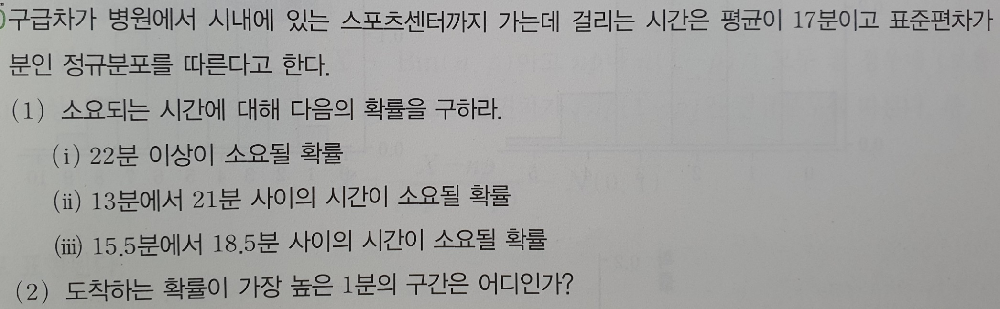 구급차가 병원에서 시내에 있는 스포츠센터까지 가는데 걸리는 시간은 평균이 17분이고 표준편차가
분인 정규분포를 따른다고 한다.
(1) 소요되는 시간에 대해 다음의 확률을 구하라.
(i) 22분 이상이 소요될 확률
(ii) 13분에서 21분 사이의 시간이 소요될 확률
(iii) 15.5분에서 18.5분 사이의 시간이 소요될 확률
(2) 도착하는 확률이 가장 높은 1분의 구간은 어디인가?